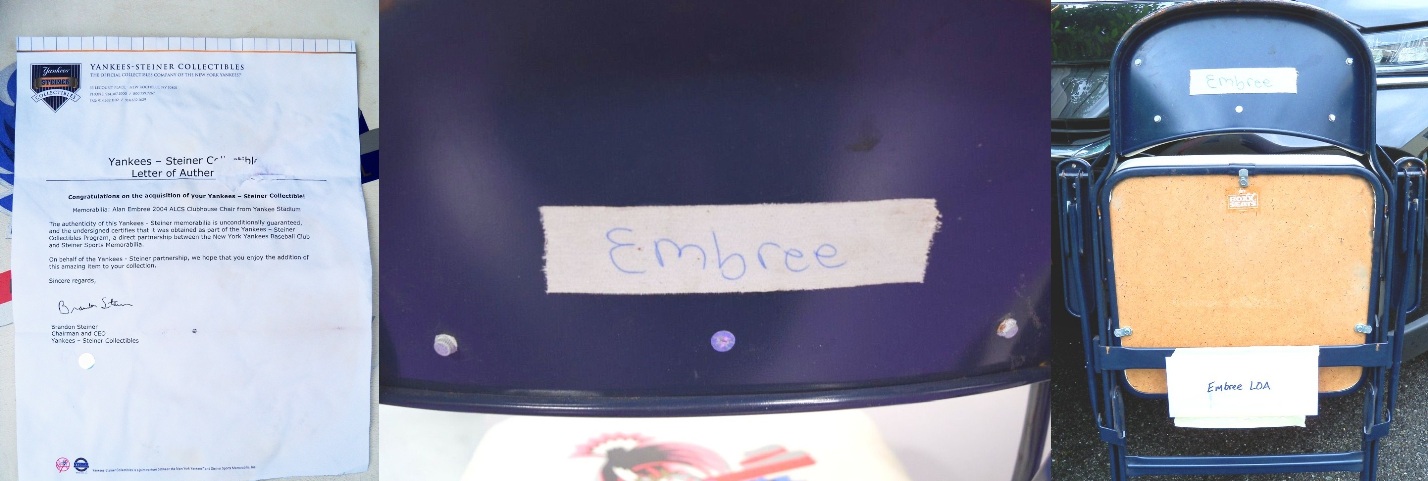 Yankees
STEINER
COLLECTIBLES
YANKEES-STEINER COLLECTIBLES
THE OFFICIAL COLLECTIBLES COMPANY OF THE NEW YORK YANKEES
Yankees – Steiner
Letter of Auther
Congratulations on the acquisition of your Yankees – Steiner Collectible!
Memorabilia: Alan Embree 2004 ALCS Clubhouse Chair from Yankee Stadium
The authenticity of this Yankees - Steiner memorabilia is unconditionally guaranteed,
and the undersigned certifies that it was obtained as part of the Yankees – Steiner
Collectibles Program, a direct partnership between the New York Yankees Baseball Club
and Steiner Sports Memorabilia.
On behalf of the Yankees - Steiner partnership, we hope that you enjoy the addition of
this amazing item to your collection.
Sincere regards,
Brandon Steiner
Chairman and CEO
Yankees – Steiner Collectibles
Embree
Embree
Embree LOA